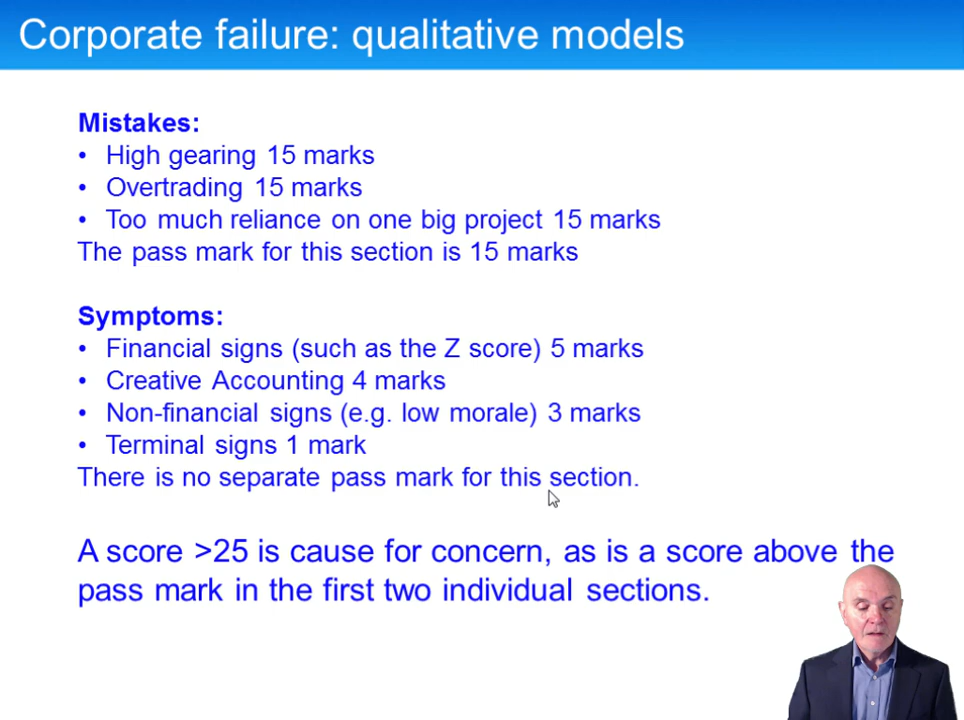 Corporate failure: qualitative models
Mistakes:
• High gearing 15 marks
• Overtrading 15 marks
• Too much reliance on one big project 15 marks
The pass mark for this section is 15 marks
Symptoms:
• Financial signs (such as the Z score) 5 marks
• Creative Accounting 4 marks
• Non-financial signs (e.g. low morale) 3 marks
• Terminal signs 1 mark
There is no separate pass mark for this section.
A score >25 is cause for concern, as is a score above the
pass mark in the first two individual sections.